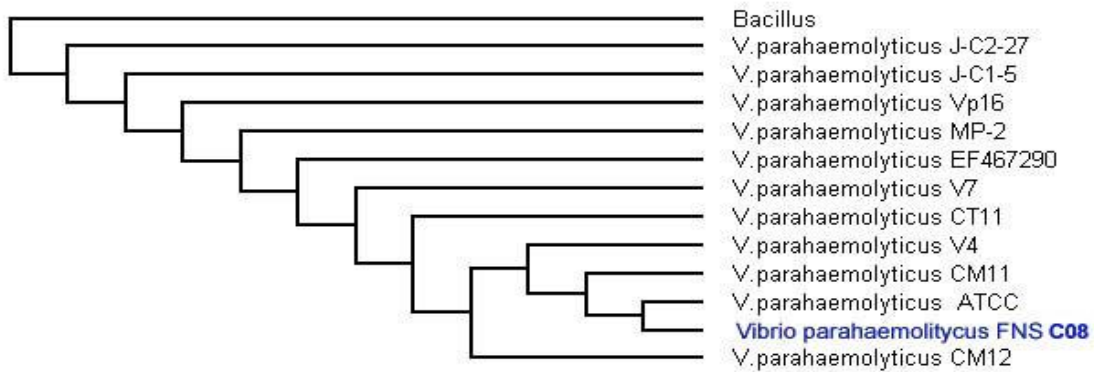 Bacillus
V.parahaemolyticus J-C2-27
V.parahaemolyticus J-C1-5
V.parahaemolyticus Vp16
V.parahaemolyticus MP-2
V.parahaemolyticus EF467290
V.parahaemolyticus V7
V.parahaemolyticus CT11
V.parahaemolyticus V4
V.parahaemolyticus CM11
V.parahaemolyticus ATCC
Vibrio parahaemolitycus FNS C08
V.parahaemolyticus CM12